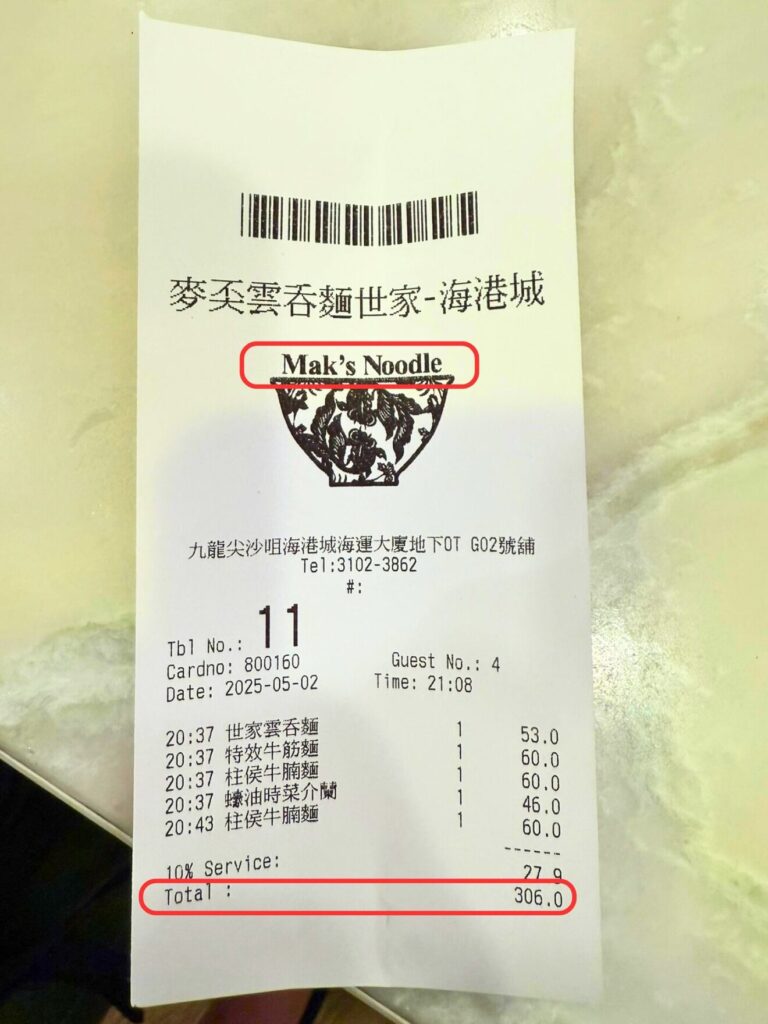 麥奀雲吞麵世家-海港城
Mak's Noodle
九龍尖沙咀海港城海運大廈地下OT G02號舖
Tel:3102-3862
#:
Tbl No.: 11
Cardno: 800160 Guest No.: 4
Date: 2025-05-02 Time: 21:08
20:37 世家雲吞麵 1 53.0
20:37 特效牛筋麵 1 60.0
20:37 柱侯牛腩麵 1 60.0
20:37 蠔油時菜介蘭 1 46.0
20:43 柱侯牛腩麵 1 60.0
------
10% Service: 27.9
Total : 306.0